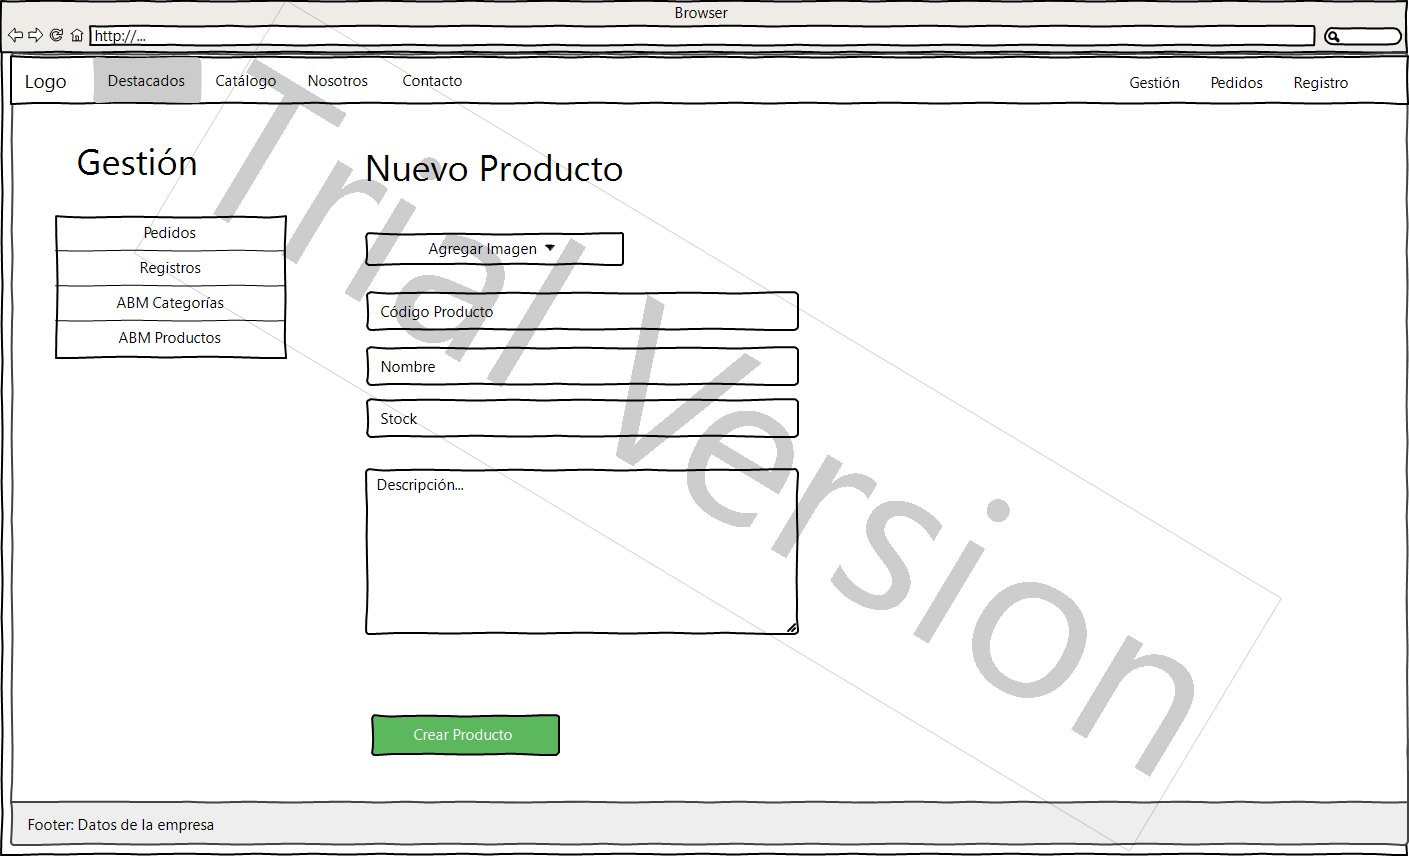 Browser
http://...
Logo
Destacados
Catálogo
Nosotros
Contacto
Gestión
Pedidos
Registro
Gestión
Pedidos
Registros
ABM Categorías
ABM Productos
Nuevo Producto
Agregar Imagen
Código Producto
Nombre
Stock
Descripción...
Crear Producto
Footer: Datos de la empresa
Trial Version